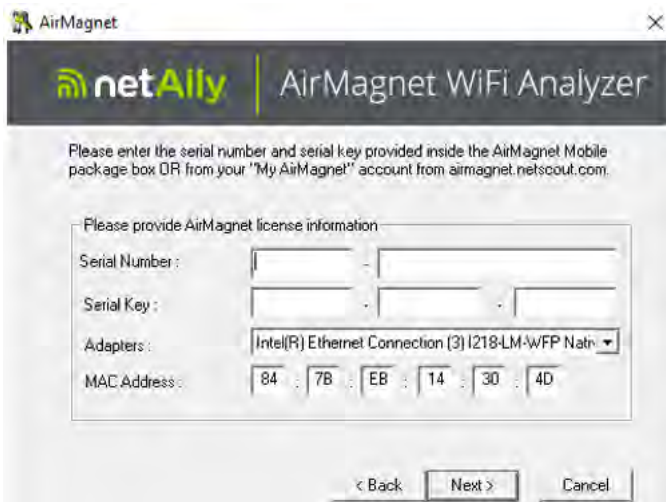 AirMagnet
netAlly AirMagnet WiFi Analyzer
Please enter the serial number and serial key provided inside the AirMagnet Mobile
package box OR from your "My AirMagnet" account from airmagnet.netscout.com.
Please provide AirMagnet license information
Serial Number : -
Serial Key : - -
Adapters : Intel(R) Ethernet Connection (3) I218-LM-WFP Nativ
MAC Address : 84 : 7B : EB : 14 : 30 : 4D
< Back Next > Cancel